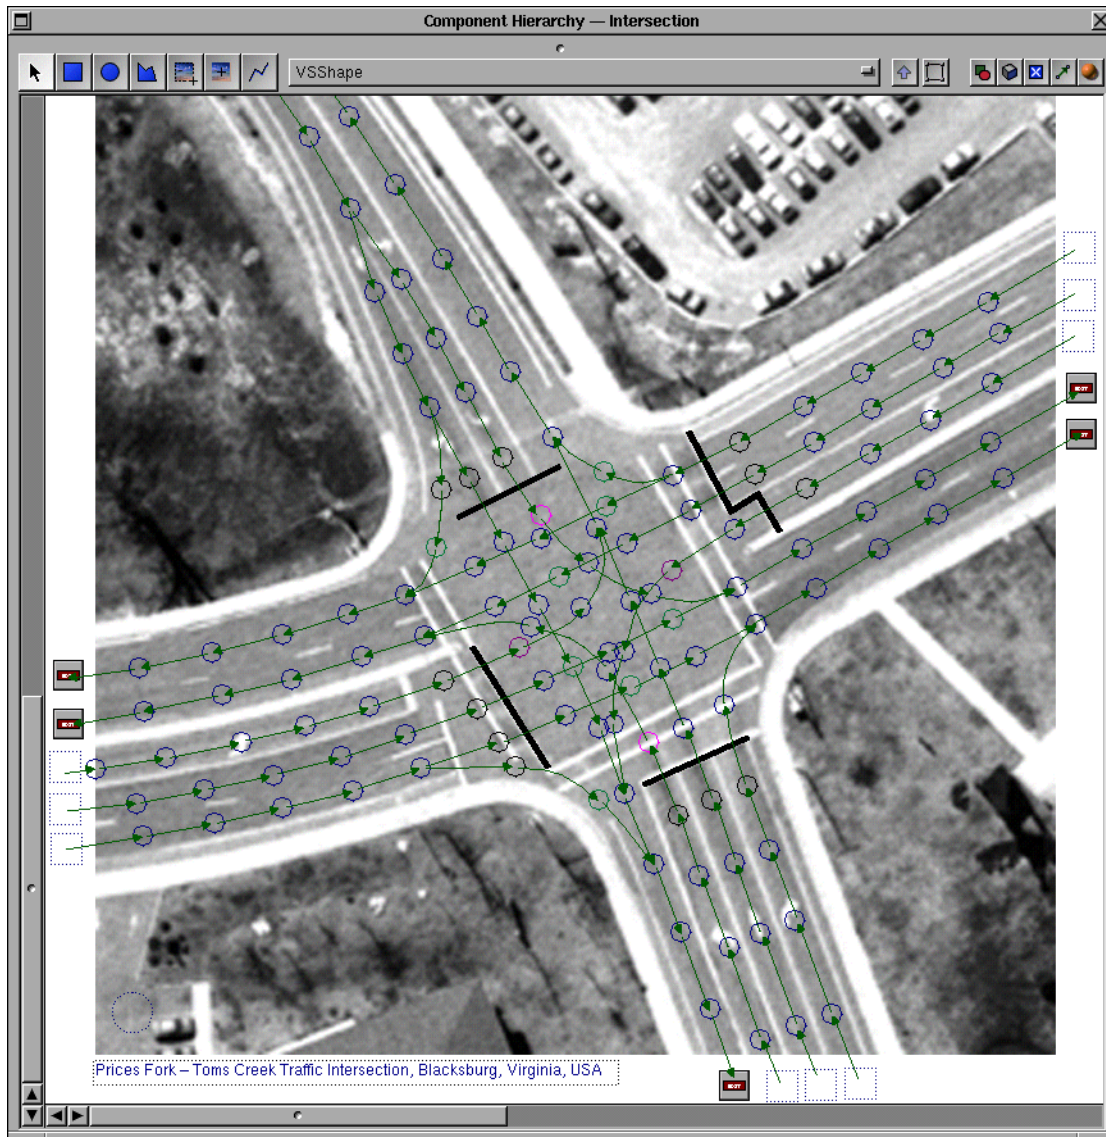 Component Hierarchy — Intersection
VSShape
Prices Fork – Toms Creek Traffic Intersection, Blacksburg, Virginia, USA